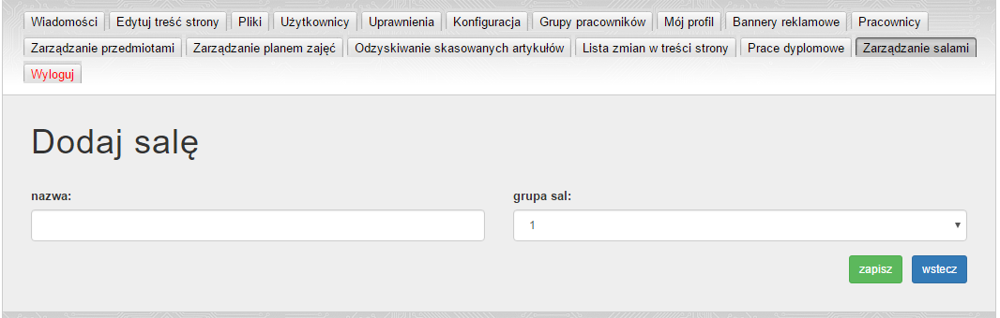 Wiadomości Edytuj treść strony Pliki Użytkownicy Uprawnienia Konfiguracja Grupy pracowników Mój profil Bannery reklamowe Pracownicy
Zarządzanie przedmiotami Zarządzanie planem zajęć Odzyskiwanie skasowanych artykułów Lista zmian w treści strony Prace dyplomowe Zarządzanie salami
Wyloguj
Dodaj salę
nazwa: grupa sal:
1
zapisz wstecz